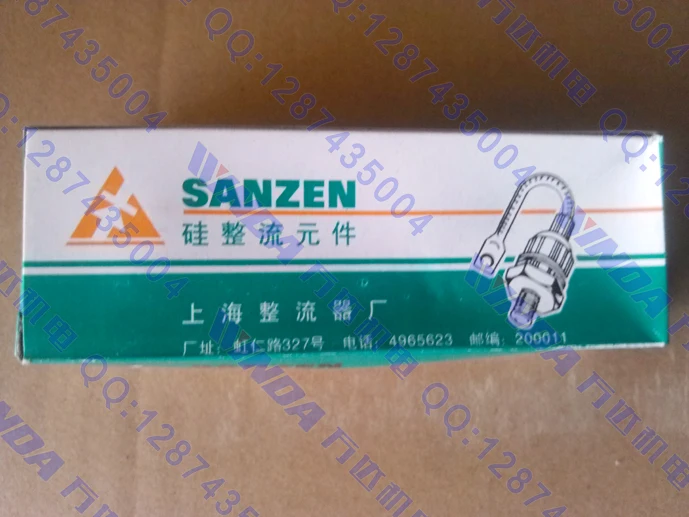 SANZEN
硅整流元件
上海整流器厂
厂址: 虹仁路327号 电话: 4965623 邮编: 200011
WINDA 万达机电 QQ:1287435004